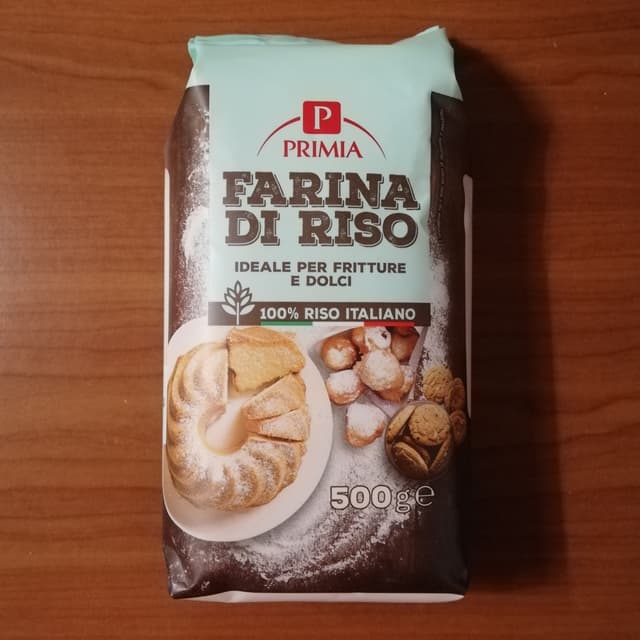 P
PRIMIA
FARINA
DI RISO
IDEALE PER FRITTURE
E DOLCI
100% RISO ITALIANO
500g℮